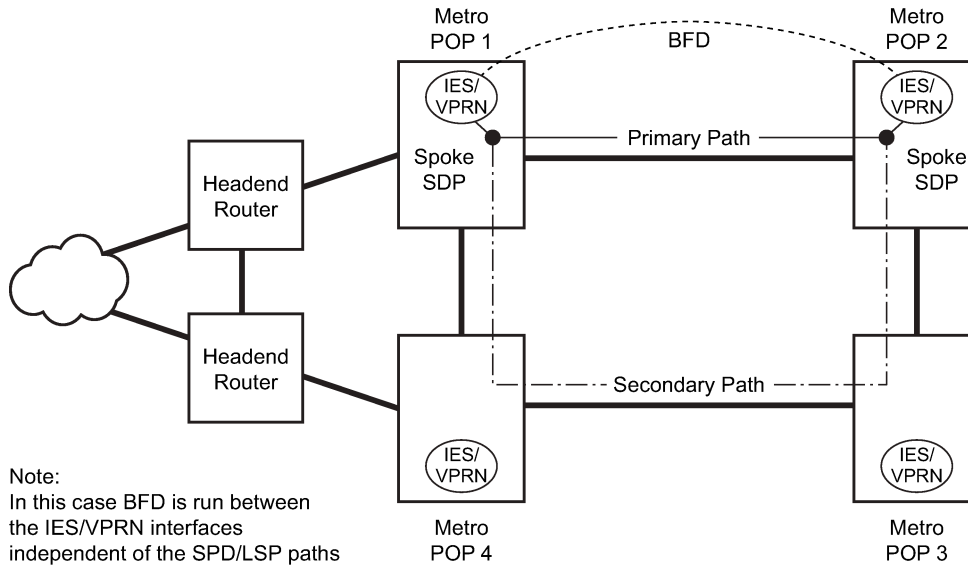 Metro
POP 1
BFD
Metro
POP 2
IES/
VPRN
IES/
VPRN
Primary Path
Spoke
SDP
Spoke
SDP
Headend
Router
Headend
Router
Secondary Path
IES/
VPRN
IES/
VPRN
Note:
In this case BFD is run between
the IES/VPRN interfaces
independent of the SPD/LSP paths
Metro
POP 4
Metro
POP 3